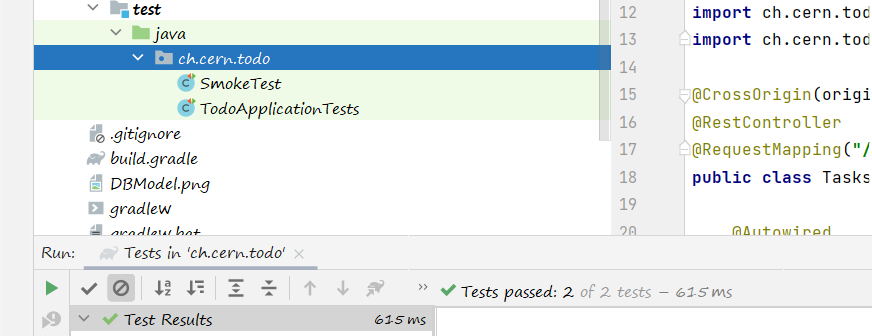 test
java
ch.cern.todo
SmokeTest
TodoApplicationTests
.gitignore
build.gradle
DBModel.png
gradlew
gradlew.bat
12 import ch.cern.tod
13 import ch.cern.tod
14
15 @CrossOrigin(origi
16 @RestController
17 @RequestMapping("/
18 public class Tasks
19
20 @Autowired
Run: Tests in 'ch.cern.todo'
Tests passed: 2 of 2 tests – 615 ms
Test Results 615 ms